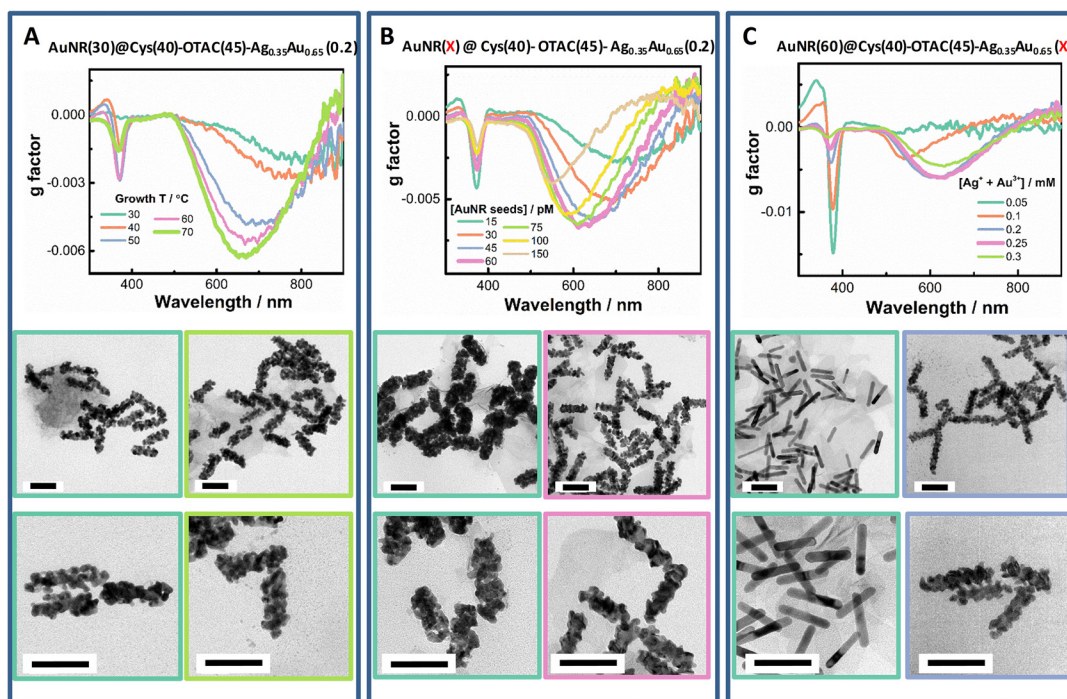 A
AuNR(30)@Cys(40)-OTAC(45)-Ag0.35Au0.65 (0.2)
0.000
-0.003
-0.006
g factor
Growth T / °C
30
40
50
60
70
400
600
800
Wavelength / nm
B
AuNR(X) @ Cys(40)- OTAC(45)- Ag0.35Au0.65(0.2)
0.000
-0.005
g factor
[AuNR seeds] / pM
15
30
45
60
75
100
150
400
600
800
Wavelength / nm
C
AuNR(60)@Cys(40)-OTAC(45)-Ag0.35Au0.65 (X
0.00
-0.01
g factor
[Ag+ + Au3+] / mM
0.05
0.1
0.2
0.25
0.3
400
600
800
Wavelength / nm